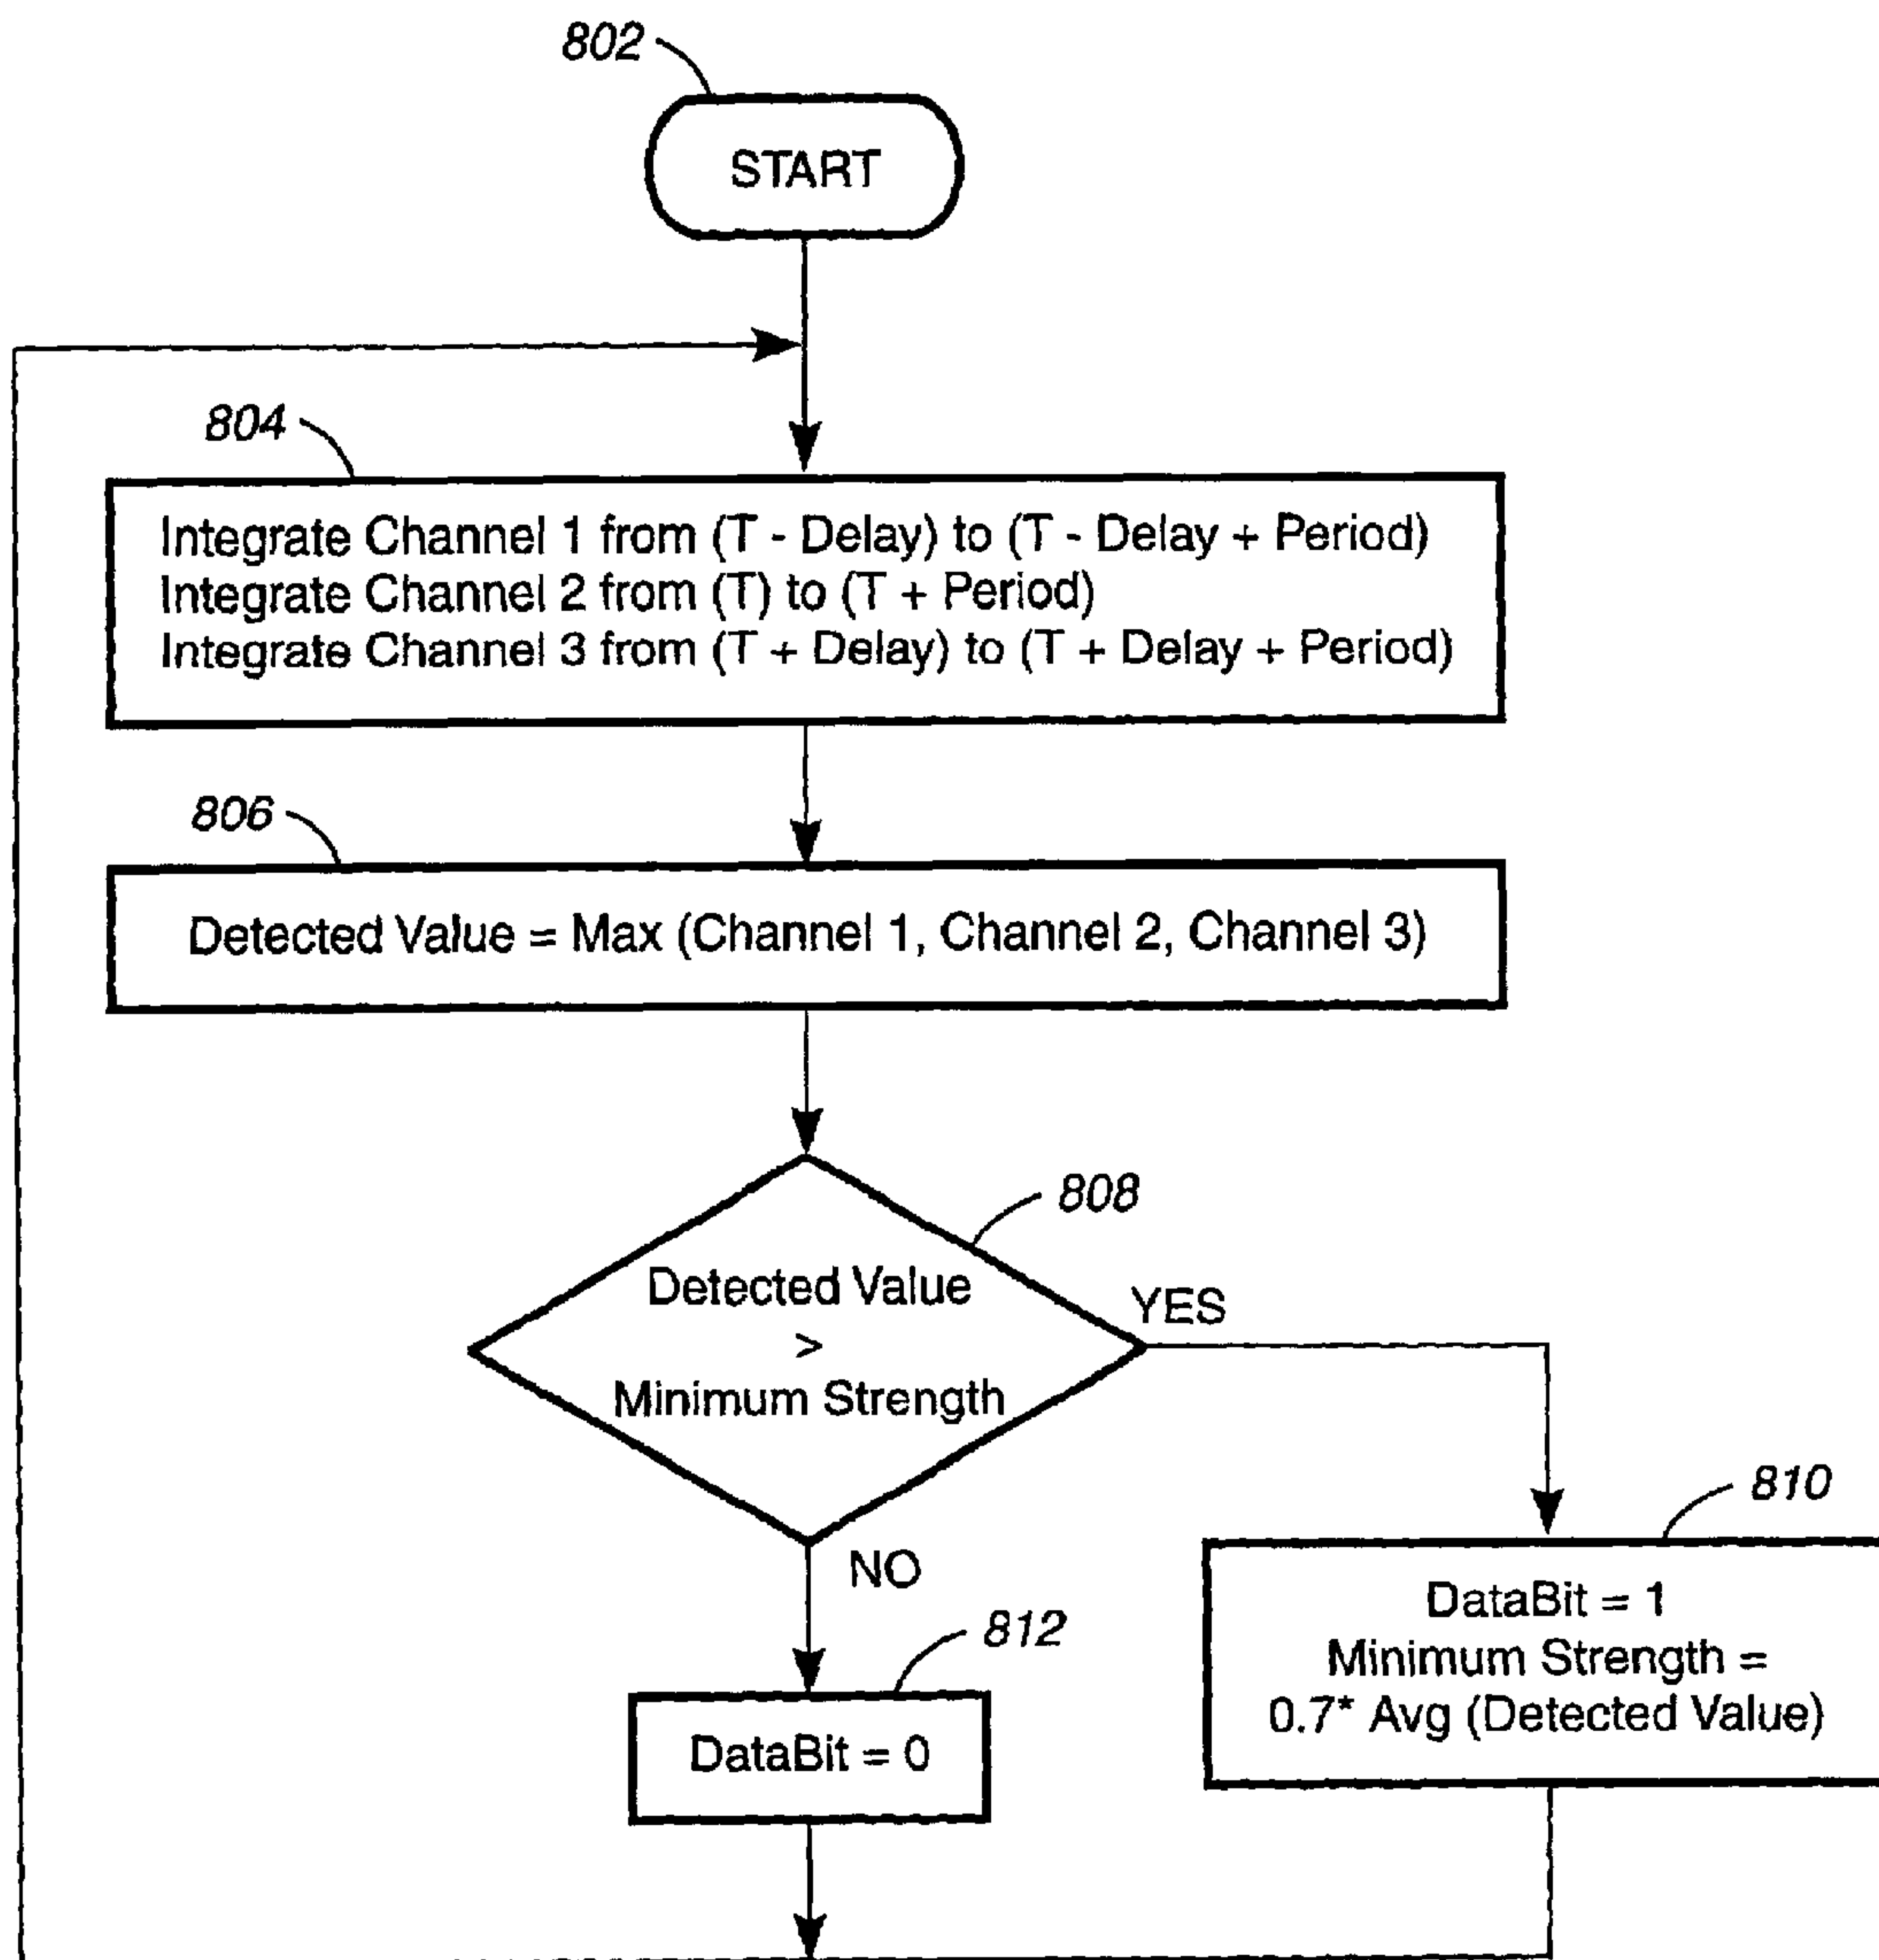 802
START
804
Integrate Channel 1 from (T - Delay) to (T - Delay + Period)
Integrate Channel 2 from (T) to (T + Period)
Integrate Channel 3 from (T + Delay) to (T + Delay + Period)
806
Detected Value = Max (Channel 1, Channel 2, Channel 3)
808
Detected Value
>
Minimum Strength
YES
NO
810
DataBit = 1
Minimum Strength =
0.7* Avg (Detected Value)
812
DataBit = 0